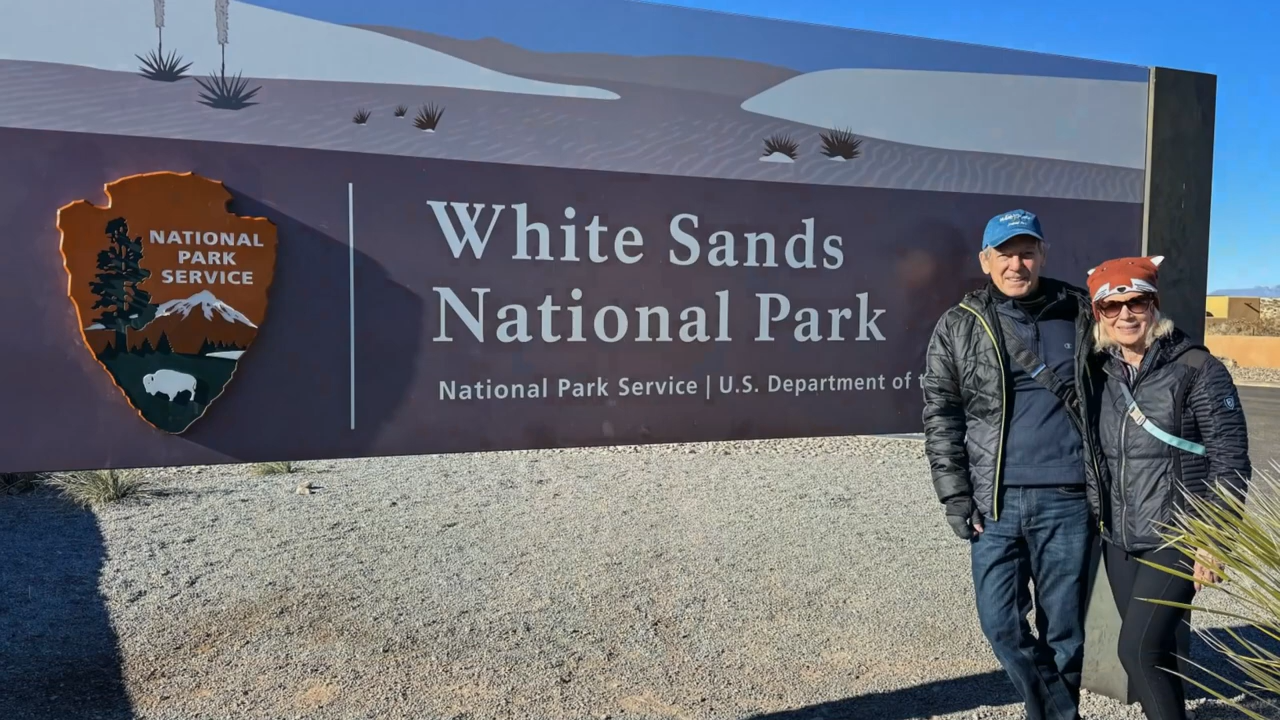 NATIONAL
PARK
SERVICE
White Sands
National Park
National Park Service | U.S. Department of t